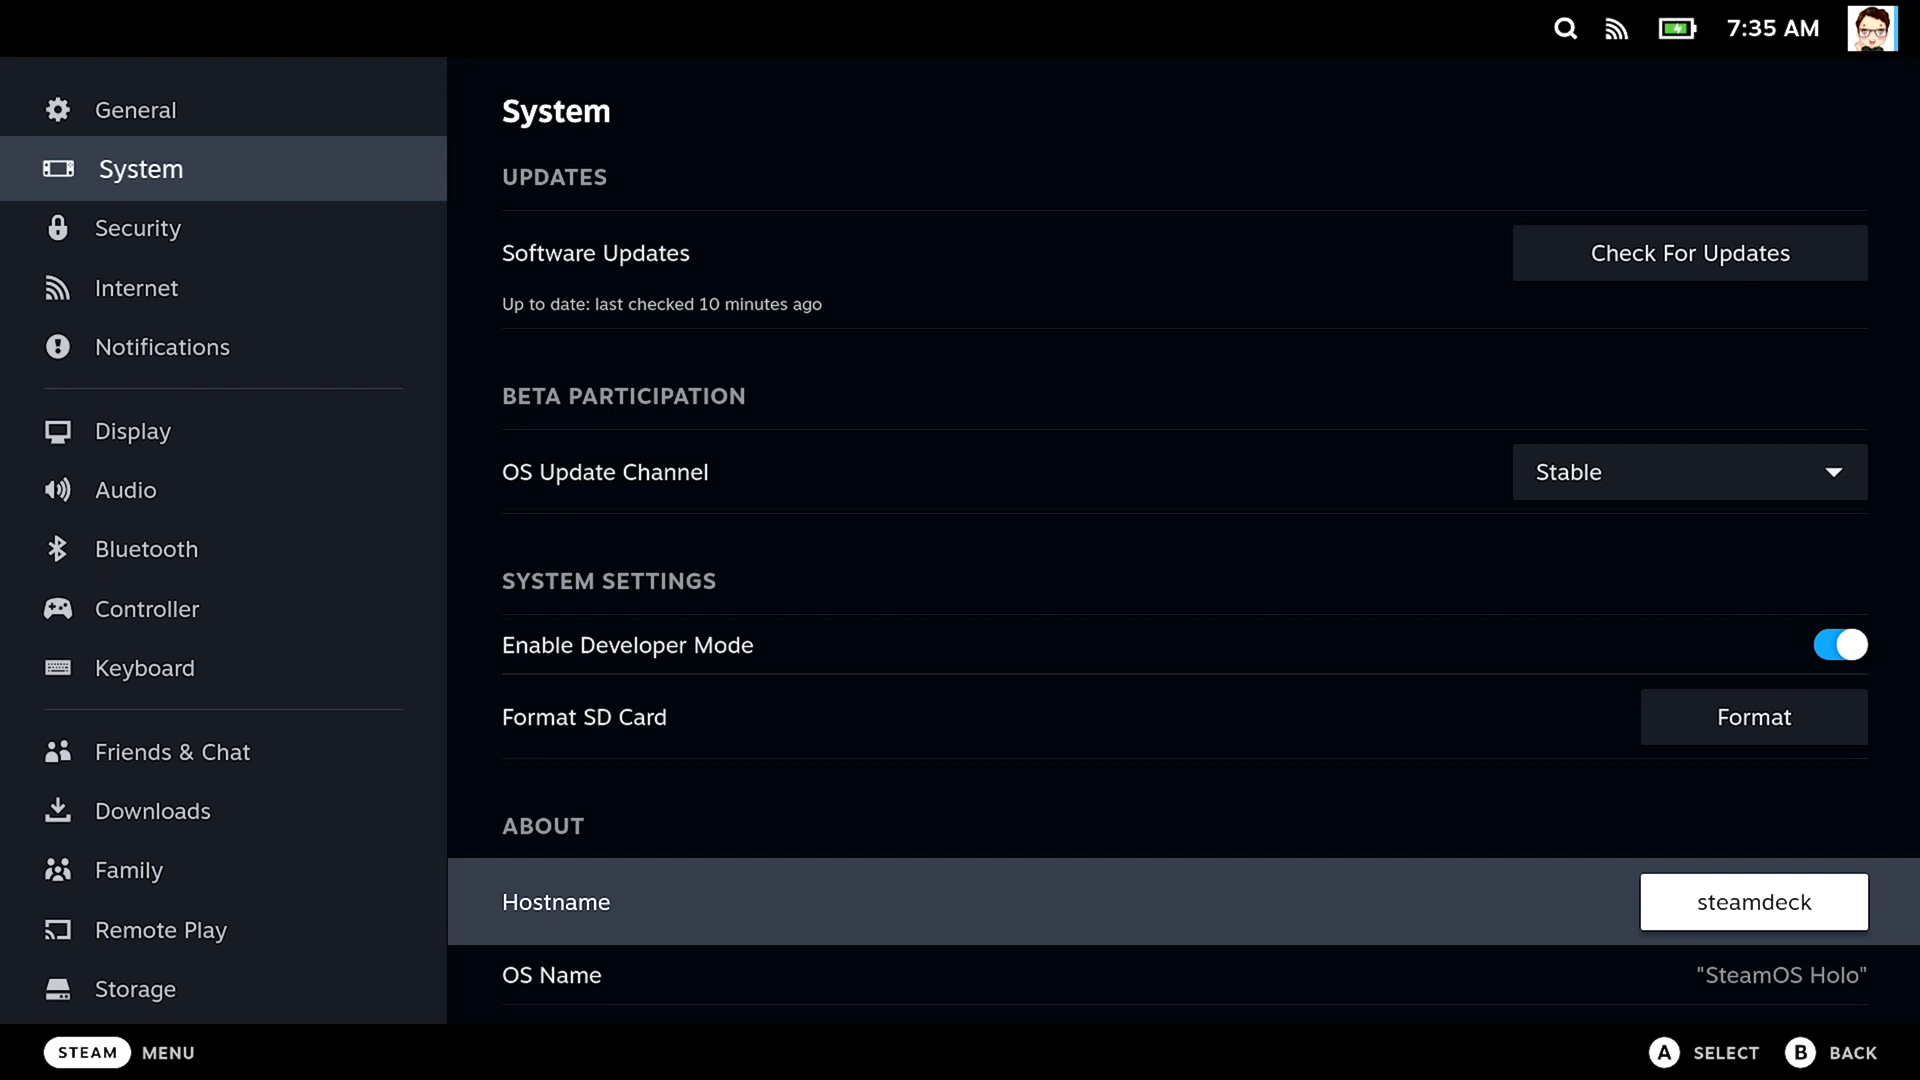 7:35 AM
General
System
Security
Internet
Notifications
Display
Audio
Bluetooth
Controller
Keyboard
Friends & Chat
Downloads
Family
Remote Play
Storage
System
UPDATES
Software Updates
Check For Updates
Up to date: last checked 10 minutes ago
BETA PARTICIPATION
OS Update Channel
Stable
SYSTEM SETTINGS
Enable Developer Mode
Format SD Card
Format
ABOUT
Hostname
steamdeck
OS Name
"SteamOS Holo"
STEAM MENU
A SELECT B BACK